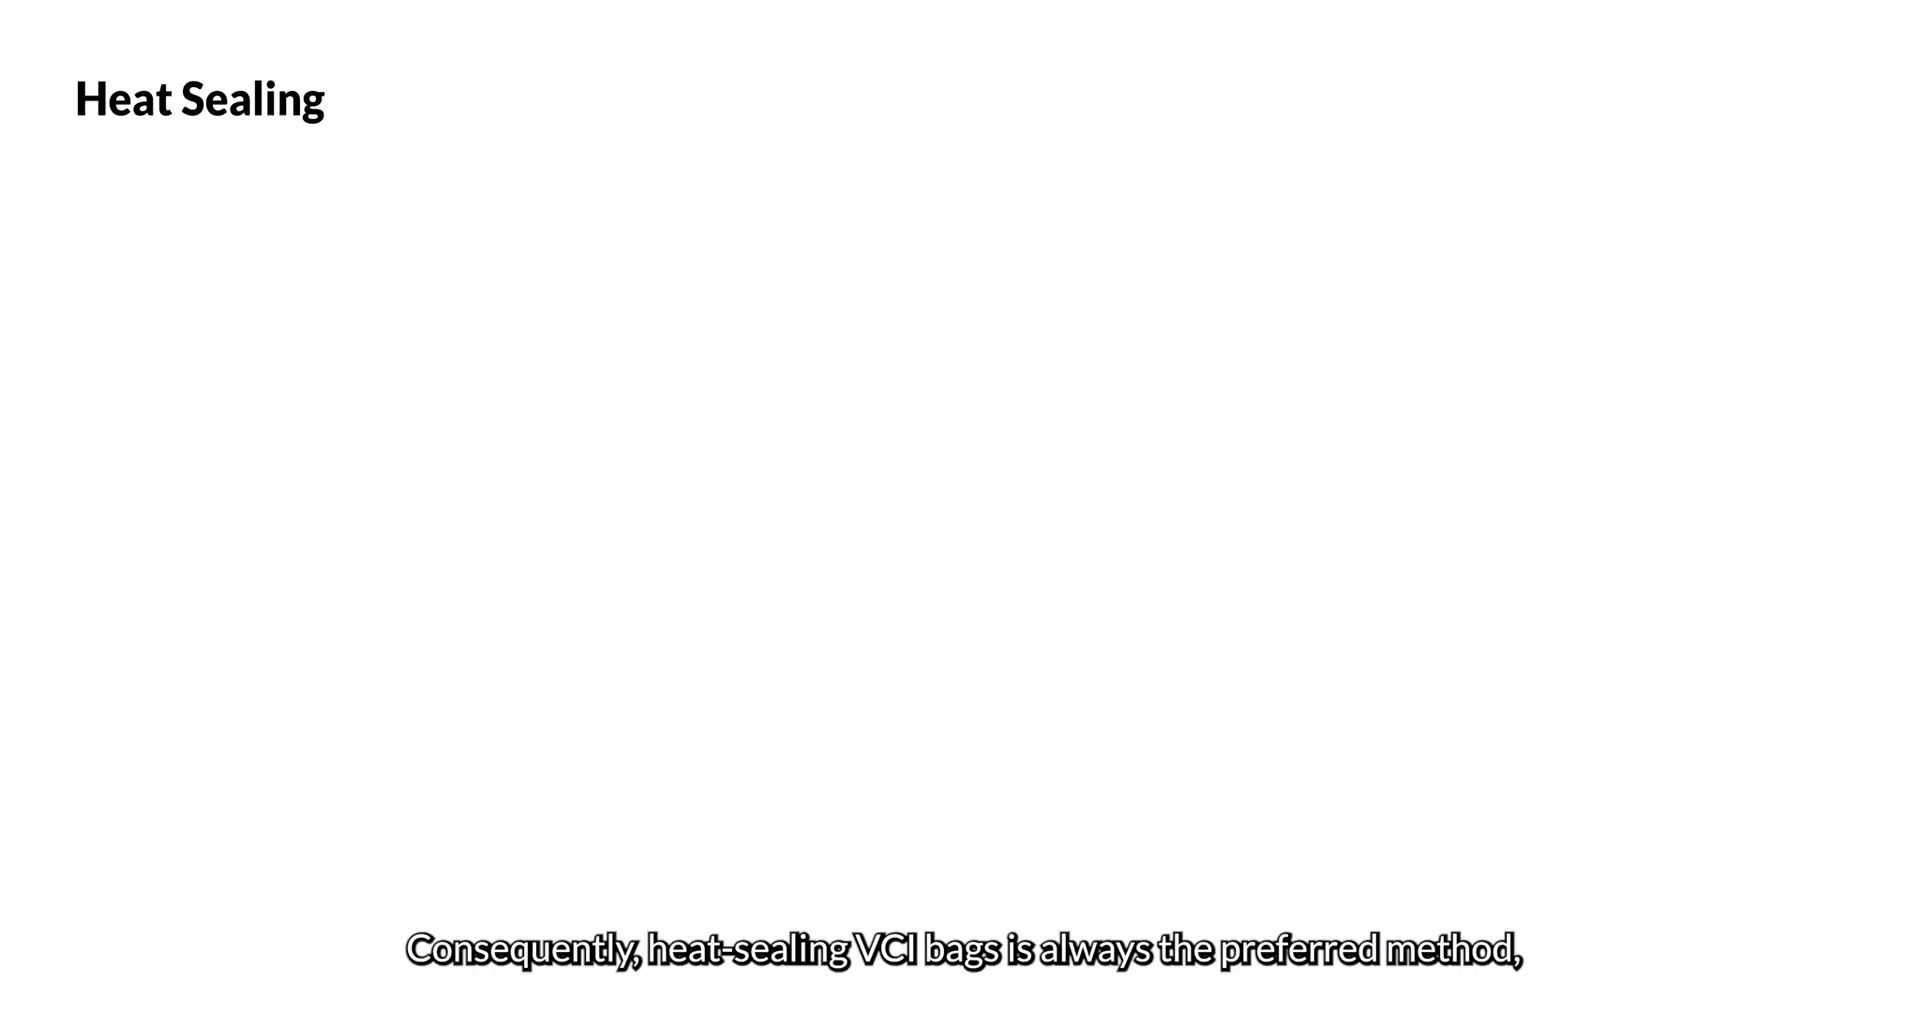 Heat Sealing
Consequently, heat-sealing VCI bags is always the preferred method,